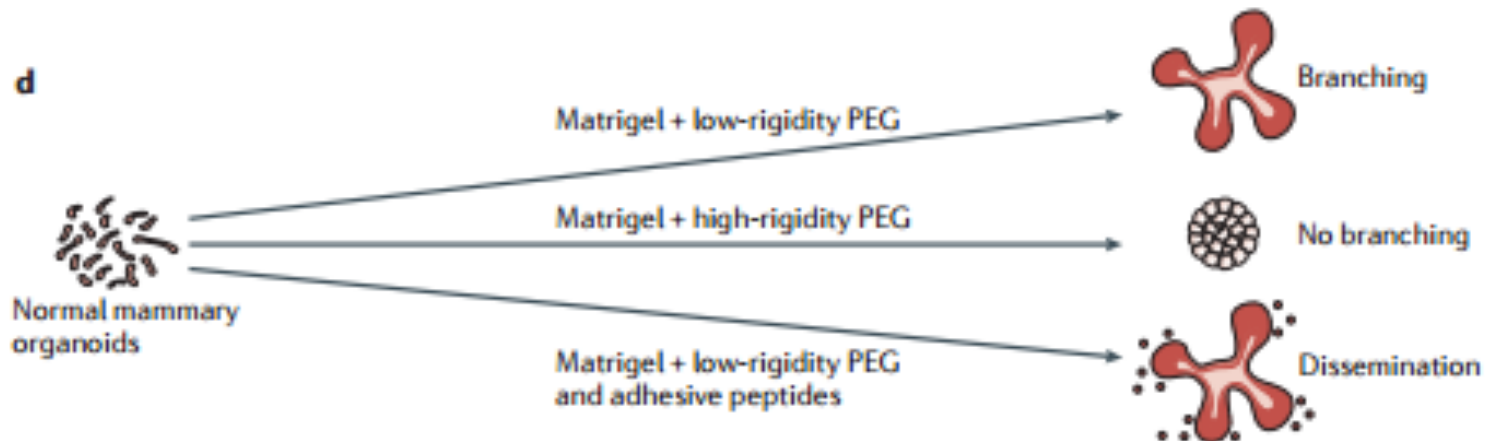 d
Matrigel + low-rigidity PEG
Branching
Matrigel + high-rigidity PEG
No branching
Normal mammary
organoids
Matrigel + low-rigidity PEG
and adhesive peptides
Dissemination